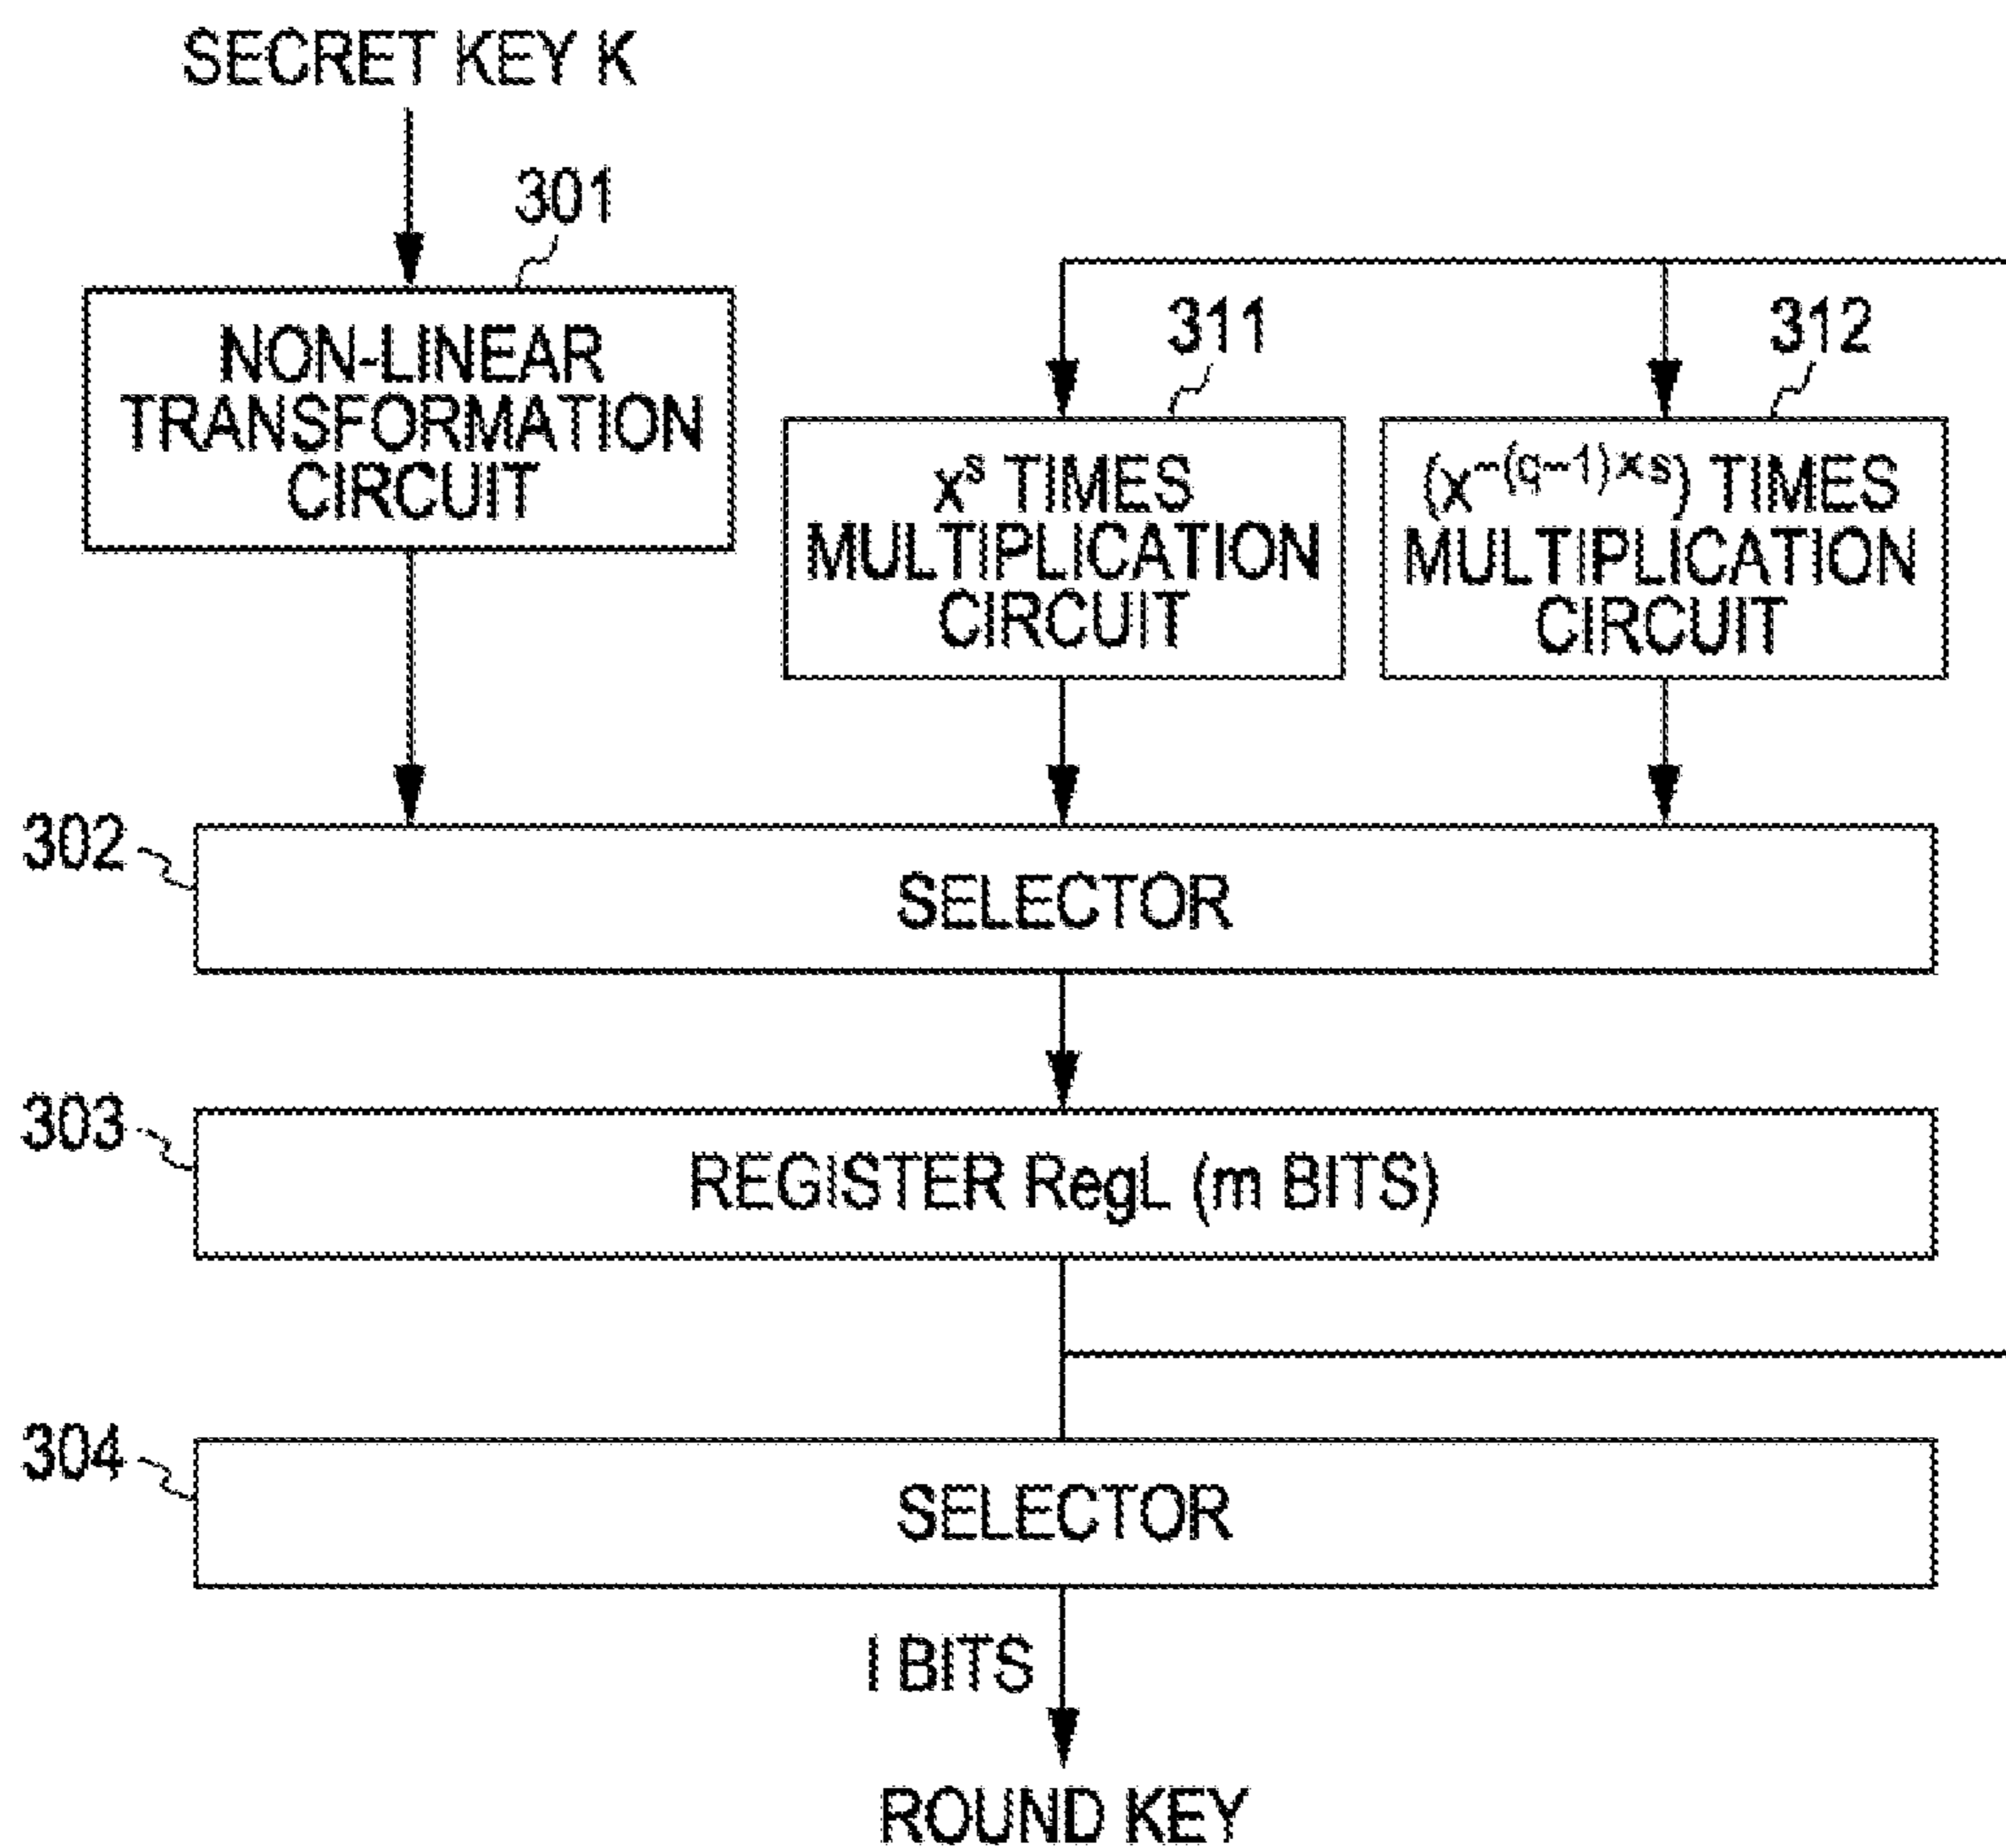 SECRET KEY K
301
NON-LINEAR
TRANSFORMATION
CIRCUIT
311
x^s TIMES
MULTIPLICATION
CIRCUIT
312
(x^-(q-1)×s) TIMES
MULTIPLICATION
CIRCUIT
302
SELECTOR
303
REGISTER RegL (m BITS)
304
SELECTOR
l BITS
ROUND KEY